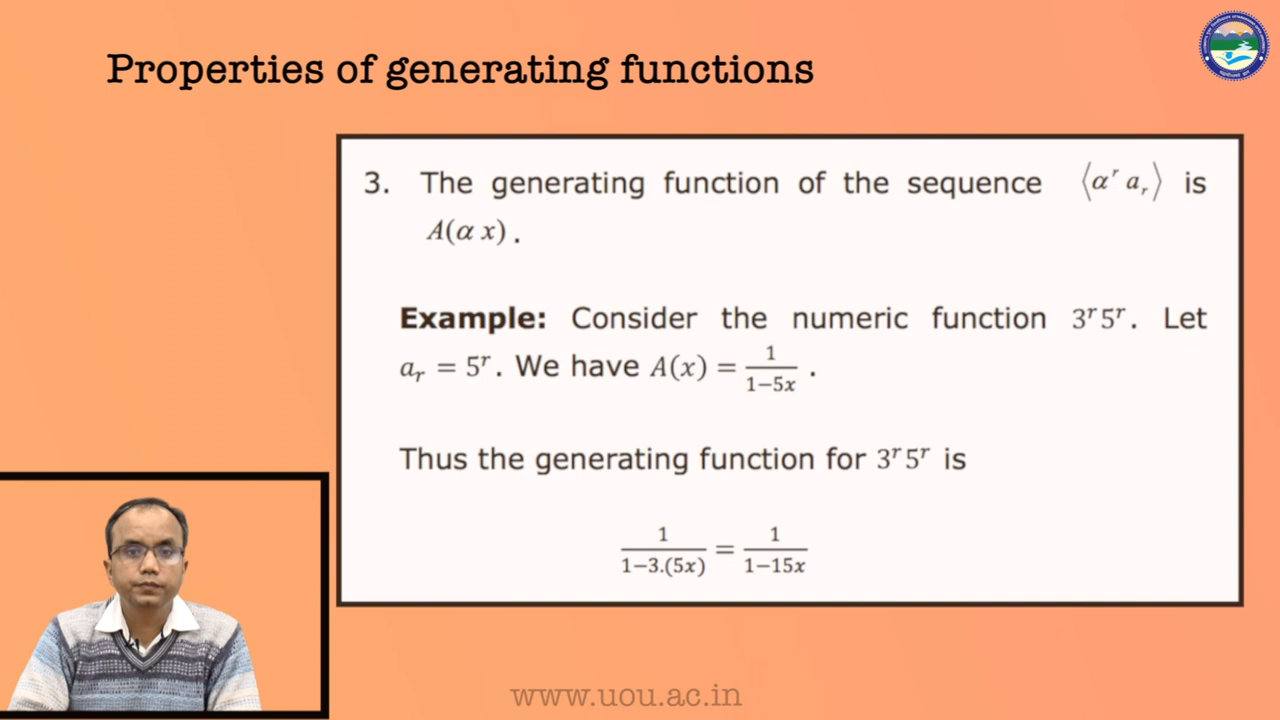 Properties of generating functions
3. The generating function of the sequence ⟨α^r a_r⟩ is
A(α x) .
Example: Consider the numeric function 3^r 5^r. Let
a_r = 5^r. We have A(x) = 1/(1−5x) .
Thus the generating function for 3^r 5^r is
1/(1−3.(5x)) = 1/(1−15x)
www.uou.ac.in